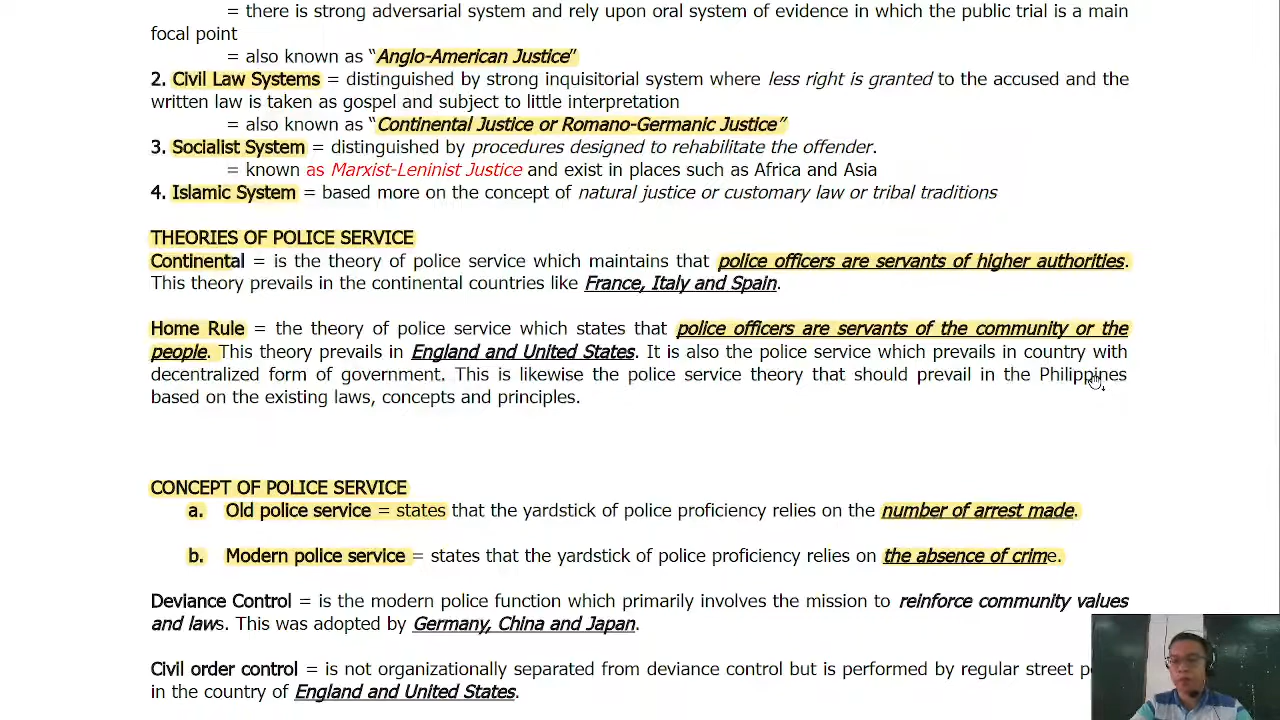 = there is strong adversarial system and rely upon oral system of evidence in which the public trial is a main
focal point
= also known as “Anglo-American Justice”
2. Civil Law Systems = distinguished by strong inquisitorial system where less right is granted to the accused and the
written law is taken as gospel and subject to little interpretation
= also known as “Continental Justice or Romano-Germanic Justice”
3. Socialist System = distinguished by procedures designed to rehabilitate the offender.
= known as Marxist-Leninist Justice and exist in places such as Africa and Asia
4. Islamic System = based more on the concept of natural justice or customary law or tribal traditions
THEORIES OF POLICE SERVICE
Continental = is the theory of police service which maintains that police officers are servants of higher authorities.
This theory prevails in the continental countries like France, Italy and Spain.
Home Rule = the theory of police service which states that police officers are servants of the community or the
people. This theory prevails in England and United States. It is also the police service which prevails in country with
decentralized form of government. This is likewise the police service theory that should prevail in the Philippines
based on the existing laws, concepts and principles.
CONCEPT OF POLICE SERVICE
a. Old police service = states that the yardstick of police proficiency relies on the number of arrest made.
b. Modern police service = states that the yardstick of police proficiency relies on the absence of crime.
Deviance Control = is the modern police function which primarily involves the mission to reinforce community values
and laws. This was adopted by Germany, China and Japan.
Civil order control = is not organizationally separated from deviance control but is performed by regular street
in the country of England and United States.